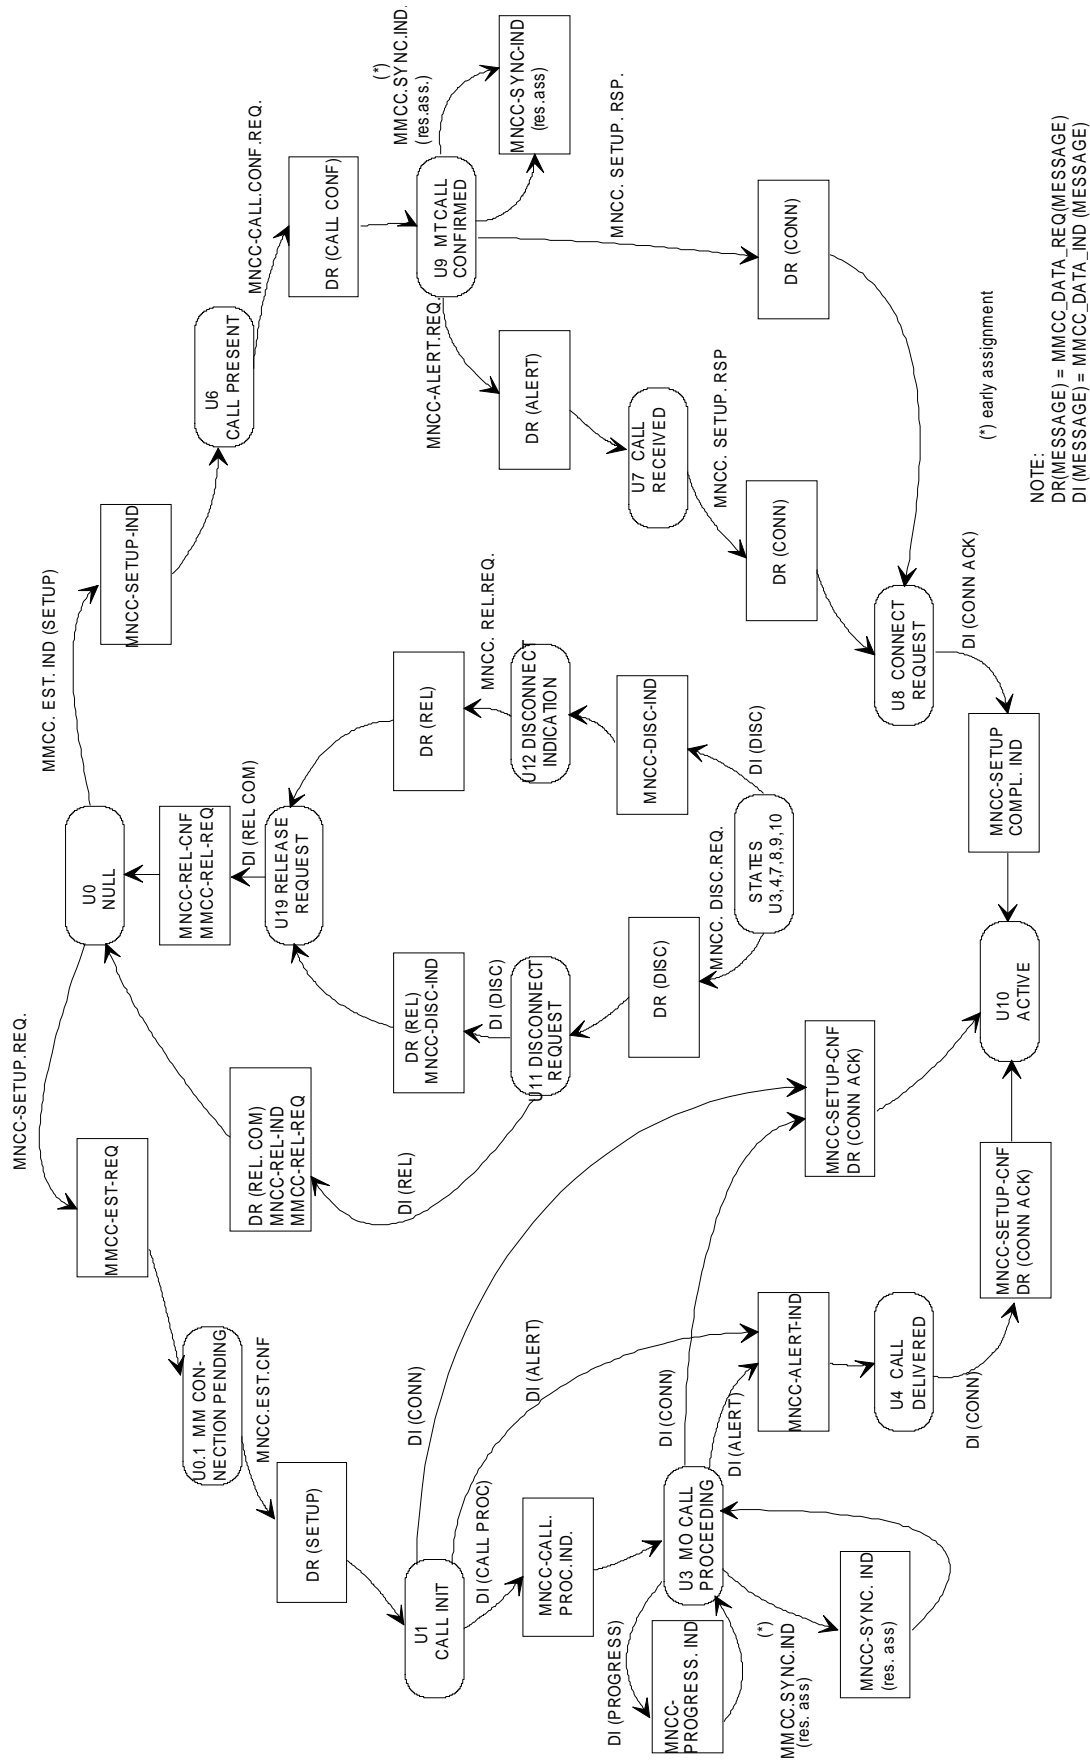 MNCC-SETUP.REQ.
MMCC. EST. IND (SETUP)
U0
NULL
MMCC-EST-REQ
MNCC-SETUP-IND
U0.1 MM CON-
NECTION PENDING
MNCC.EST.CNF
DR (SETUP)
U1
CALL INIT
DI (CALL PROC)
DI (ALERT)
DI (CONN)
MNCC-CALL.
PROC.IND.
DI (PROGRESS)
MNCC-
PROGRESS. IND
U3 MO CALL
PROCEEDING
MMCC.SYNC.IND
(res. ass)
(*)
MNCC-SYNC. IND
(res. ass)
DI (CONN)
DI (ALERT)
MNCC-ALERT-IND
U4 CALL
DELIVERED
DI (CONN)
MNCC-SETUP-CNF
DR (CONN ACK)
MNCC-SETUP-CNF
DR (CONN ACK)
U10
ACTIVE
DR (REL. COM)
MNCC-REL-IND
MMCC-REL-REQ
DI (REL)
MNCC-REL-CNF
MMCC-REL-REQ
DI (REL COM)
U19 RELEASE
REQUEST
DR (REL)
MNCC-DISC-IND
DI (DISC)
U11 DISCONNECT
REQUEST
DR (DISC)
MNCC. DISC.REQ.
STATES
U3,4,7,8,9,10
DI (DISC)
MNCC-DISC-IND
U12 DISCONNECT
INDICATION
MNCC. REL.REQ.
DR (REL)
U6
CALL PRESENT
MNCC-CALL.CONF.REQ.
DR (CALL CONF)
U9 MT CALL
CONFIRMED
(*)
MMCC.SYNC.IND.
(res.ass.)
MNCC-SYNC-IND
(res.ass)
MNCC-ALERT.REQ.
DR (ALERT)
U7 CALL
RECEIVED
MNCC. SETUP. RSP
DR (CONN)
MNCC. SETUP. RSP.
DR (CONN)
U8 CONNECT
REQUEST
DI (CONN ACK)
MNCC-SETUP
COMPL. IND
(*) early assignment
NOTE:
DR(MESSAGE) = MMCC_DATA_REQ(MESSAGE)
DI (MESSAGE) = MMCC_DATA_IND (MESSAGE)